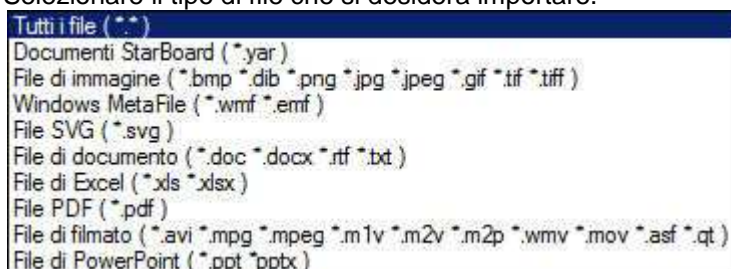 Selezionare il tipo di file che si desidera importare.
Tutti i file ( *.* )
Documenti StarBoard ( *.yar )
File di immagine ( *.bmp *.dib *.png *.jpg *.jpeg *.gif *.tif *.tiff )
Windows MetaFile ( *.wmf *.emf )
File SVG ( *.svg )
File di documento ( *.doc *.docx *.rtf *.txt )
File di Excel ( *.xls *.xlsx )
File PDF ( *.pdf )
File di filmato ( *.avi *.mpg *.mpeg *.m1v *.m2v *.m2p *.wmv *.mov *.asf *.qt )
File di PowerPoint ( *.ppt *pptx )